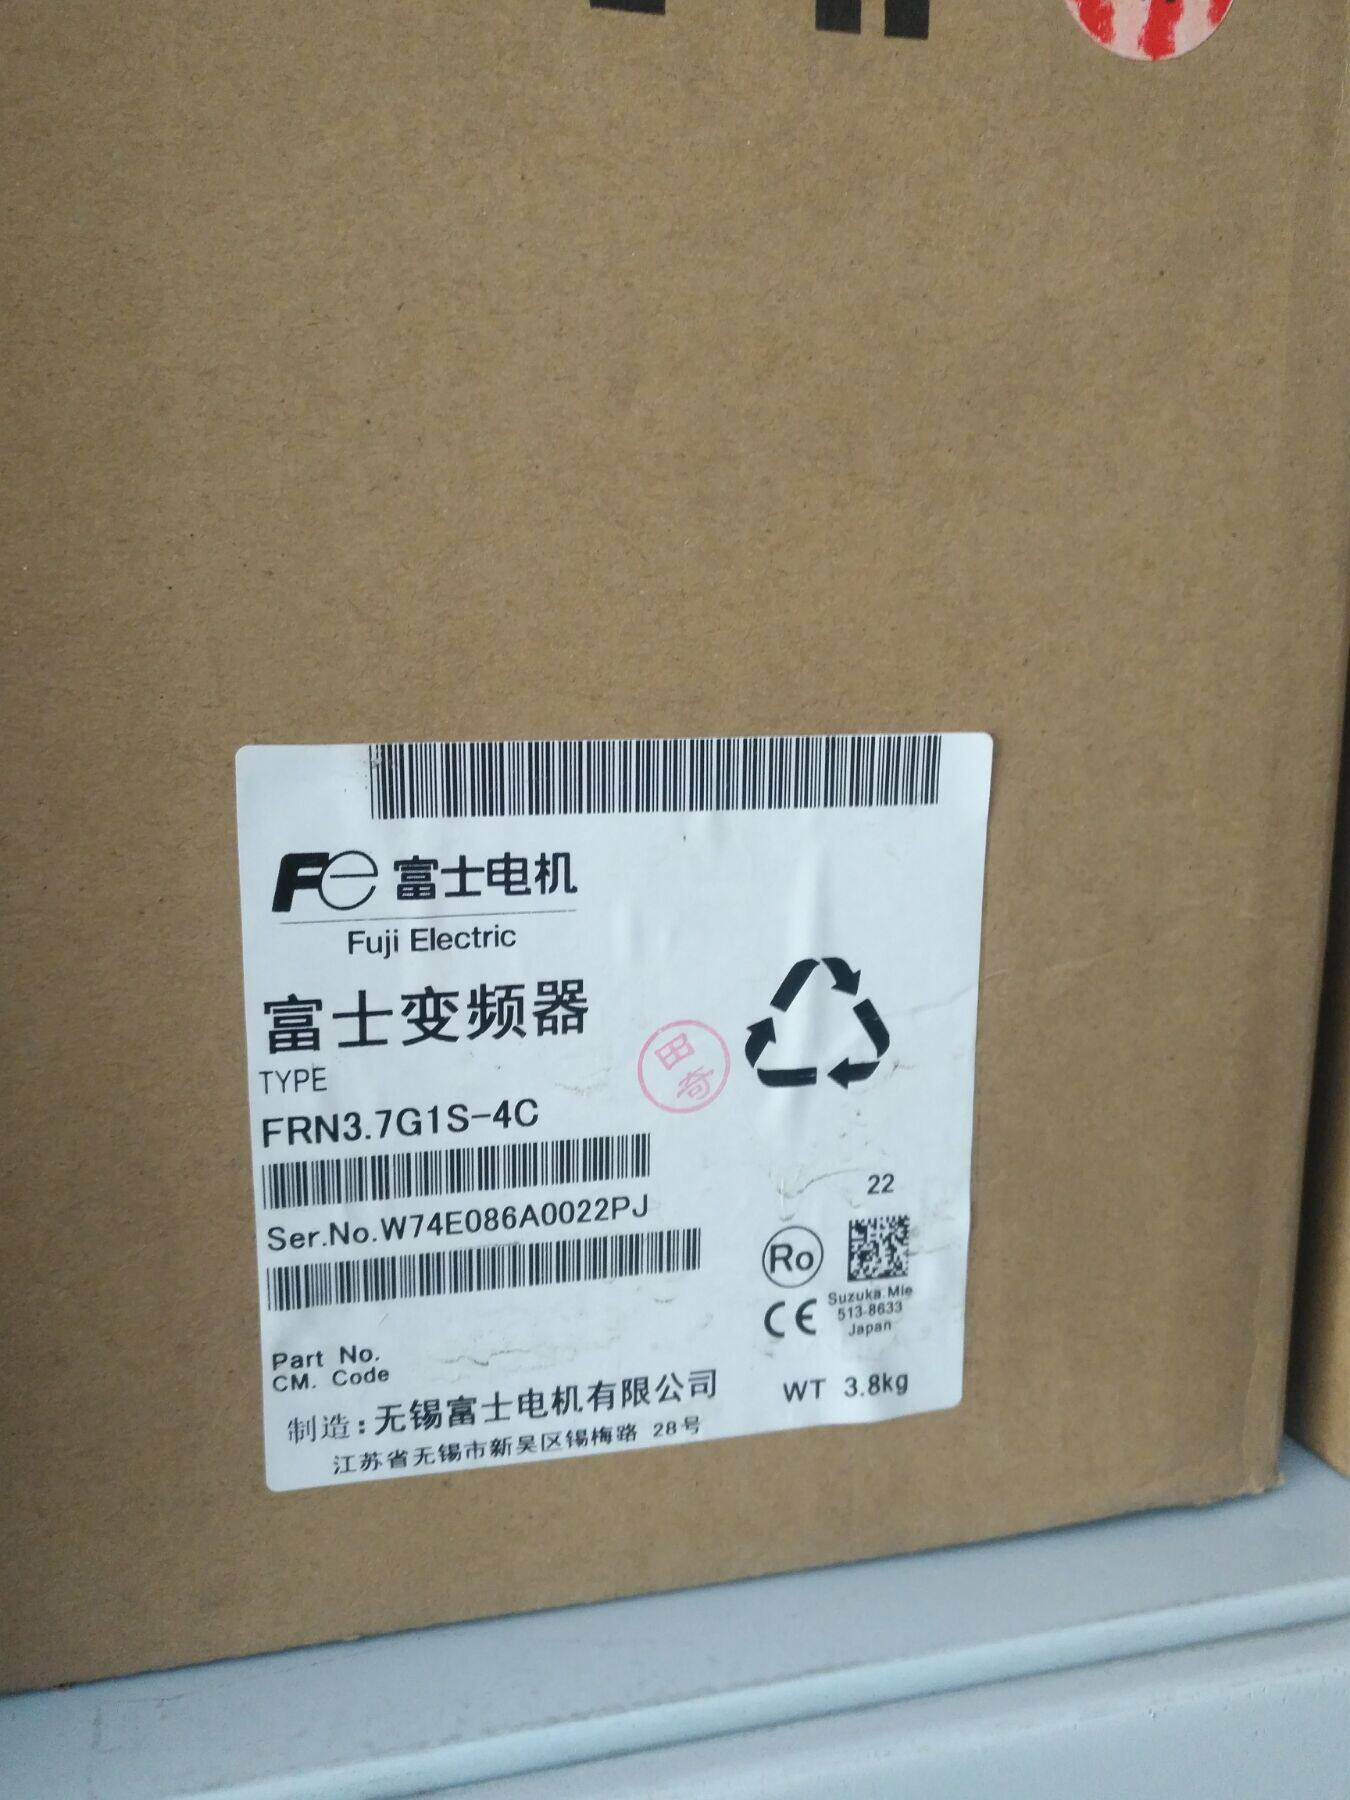 Fe 富士电机
Fuji Electric
富士变频器
TYPE
田奇
FRN3.7G1S-4C
22
Ser.No.W74E086A0022PJ
Ro
CE
Suzuka.Mie
513-8633
Japan
Part No.
CM. Code
WT 3.8kg
制造:无锡富士电机有限公司
江苏省无锡市新吴区锡梅路 28号